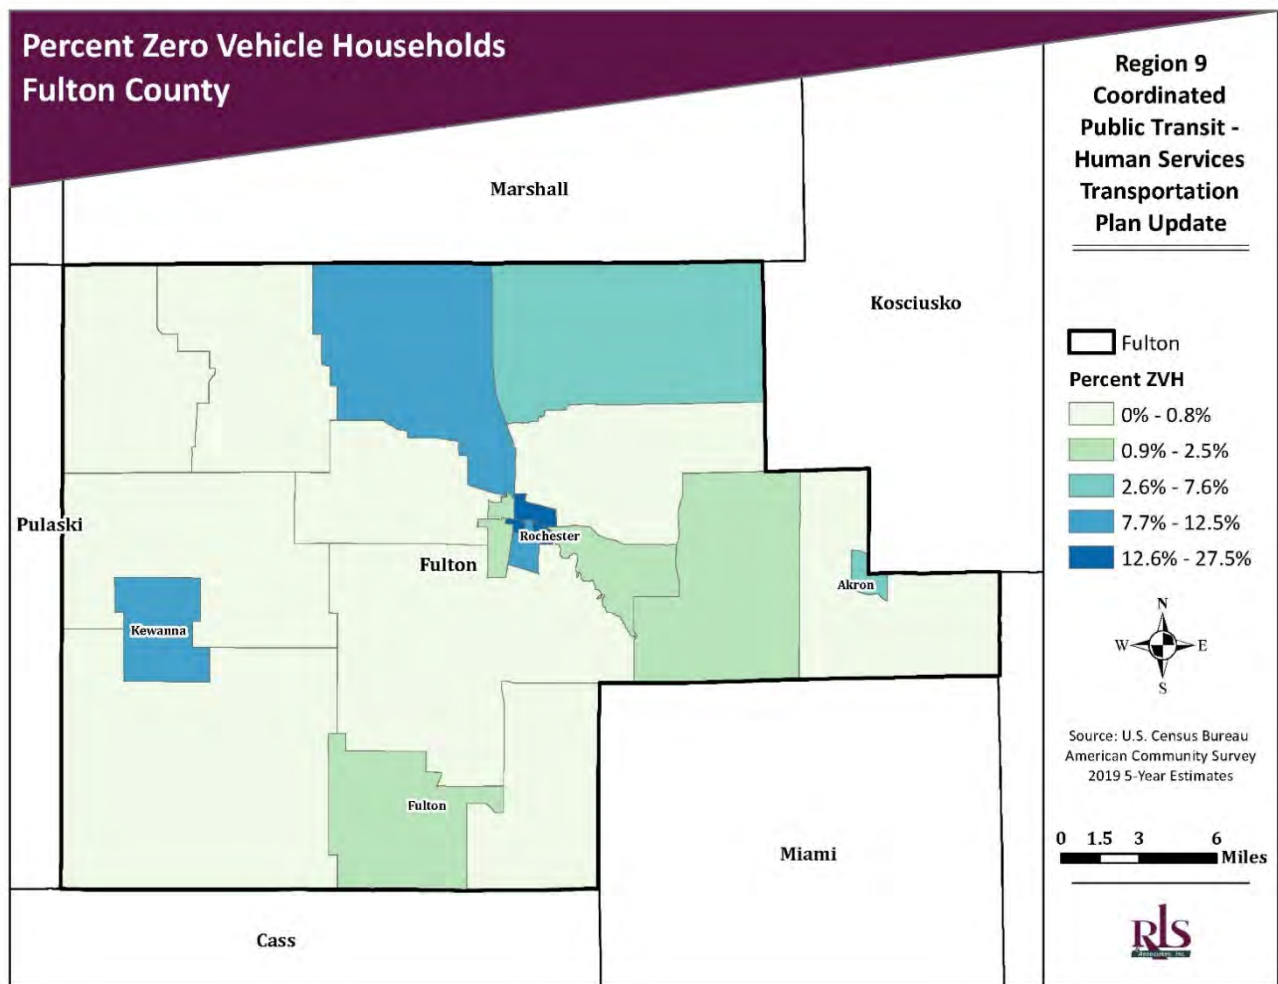 Percent Zero Vehicle Households
Fulton County
Region 9
Coordinated
Public Transit -
Human Services
Transportation
Plan Update
Marshall
Kosciusko
Pulaski
Fulton
Rochester
Akron
Kewanna
Fulton
Miami
Cass
Fulton
Percent ZVH
0% - 0.8%
0.9% - 2.5%
2.6% - 7.6%
7.7% - 12.5%
12.6% - 27.5%
N
W E
S
Source: U.S. Census Bureau
American Community Survey
2019 5-Year Estimates
0 1.5 3 6
Miles
RLS
& Associates, Inc.